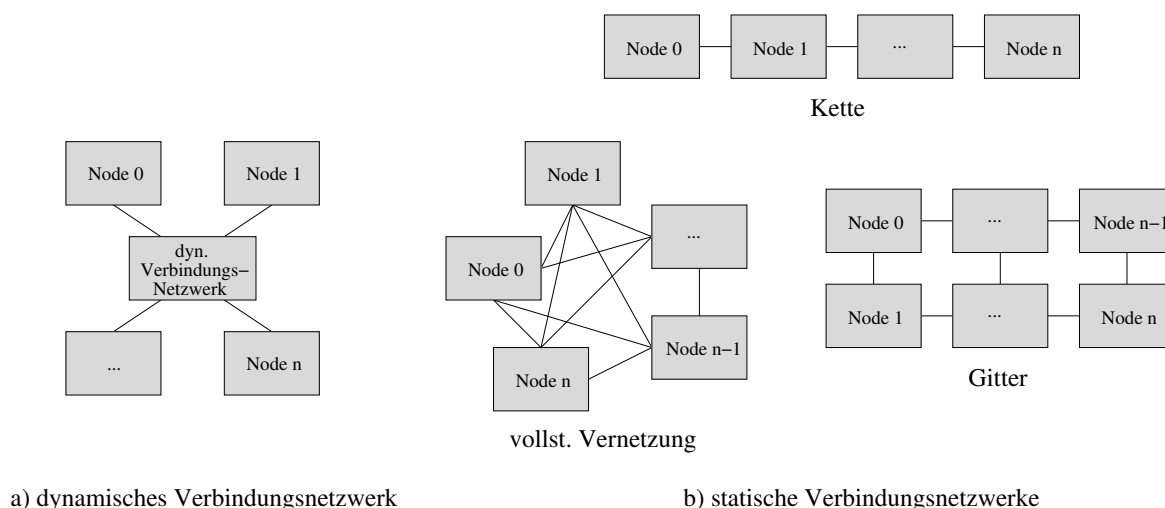 Node 0
Node 1
...
Node n
Kette
Node 0
Node 1
dyn.
Verbindungs-
Netzwerk
...
Node n
Node 1
...
Node 0
Node n-1
Node n
vollst. Vernetzung
Node 0
...
Node n-1
Node 1
...
Node n
Gitter
a) dynamisches Verbindungsnetzwerk
b) statische Verbindungsnetzwerke